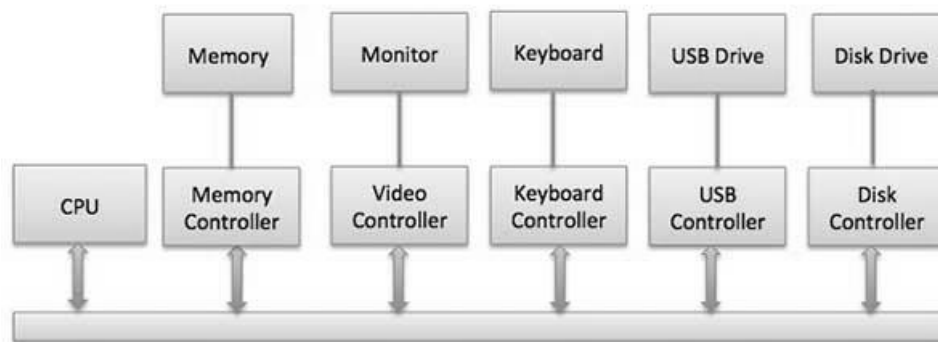 Memory
Monitor
Keyboard
USB Drive
Disk Drive
CPU
Memory
Controller
Video
Controller
Keyboard
Controller
USB
Controller
Disk
Controller